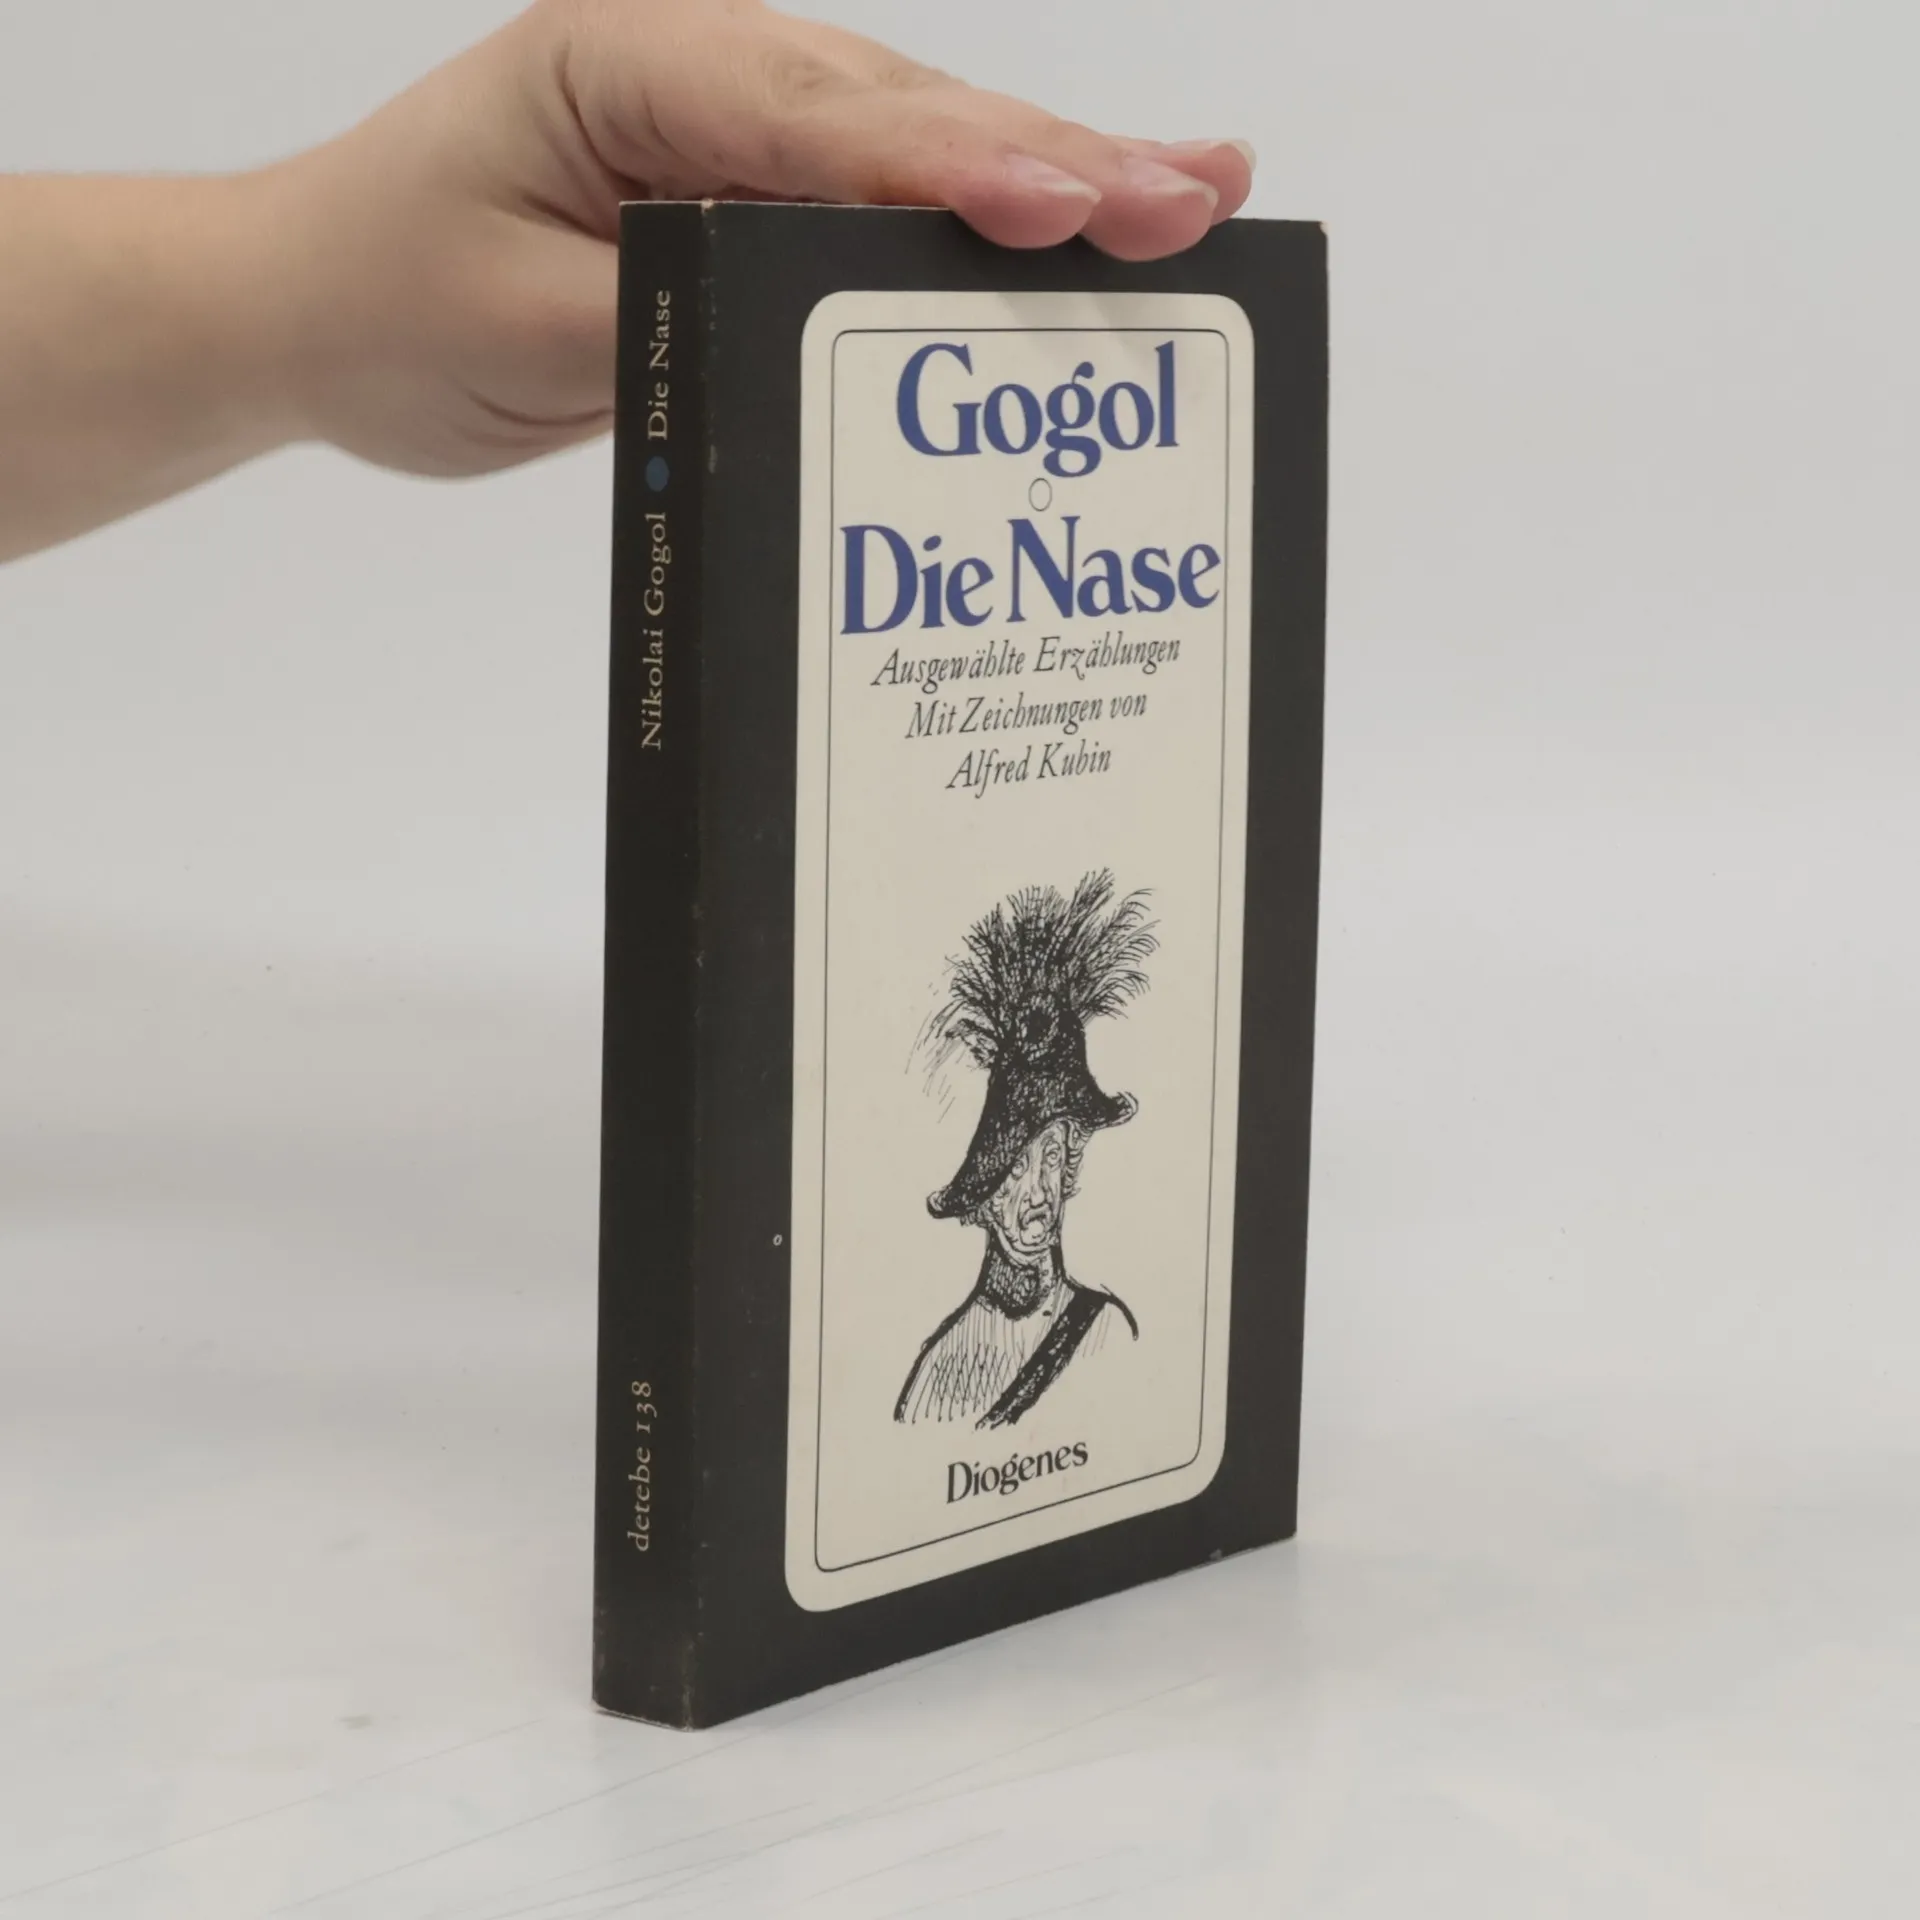 Nikolai Gogol • Die Nase
detebe 138
Gogol
Die Nase
Ausgewählte Erzählungen
Mit Zeichnungen von
Alfred Kubin
Diogenes